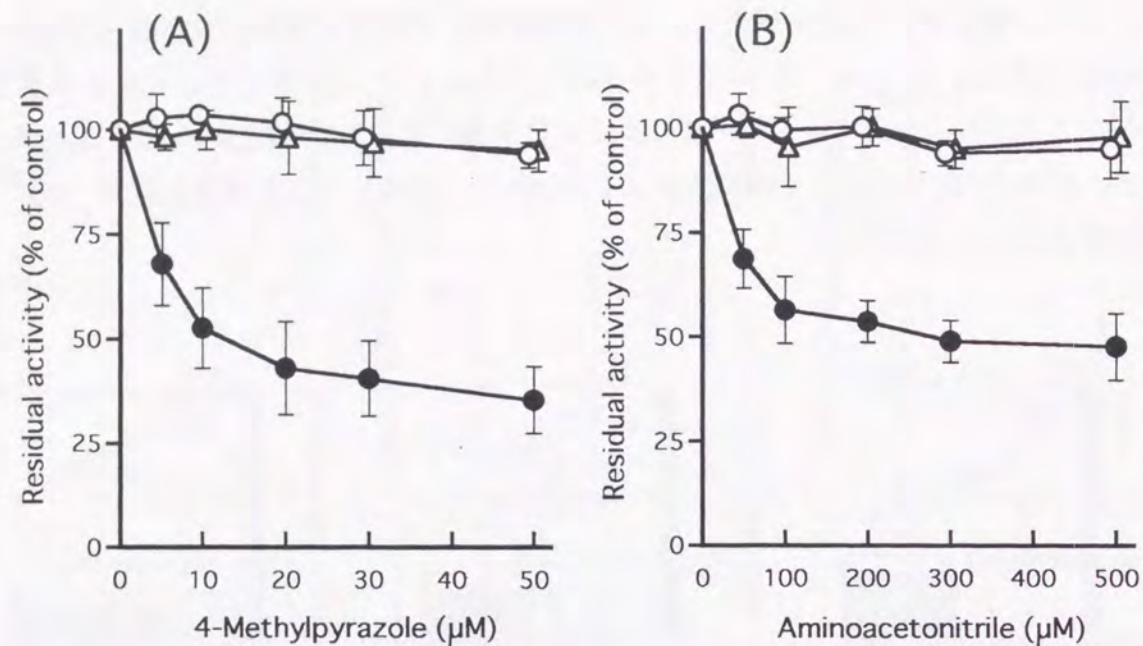 (A)
Residual activity (% of control)
100
75
50
25
0
0 10 20 30 40 50
4-Methylpyrazole (µM)
(B)
Residual activity (% of control)
100
75
50
25
0
0 100 200 300 400 500
Aminoacetonitrile (µM)